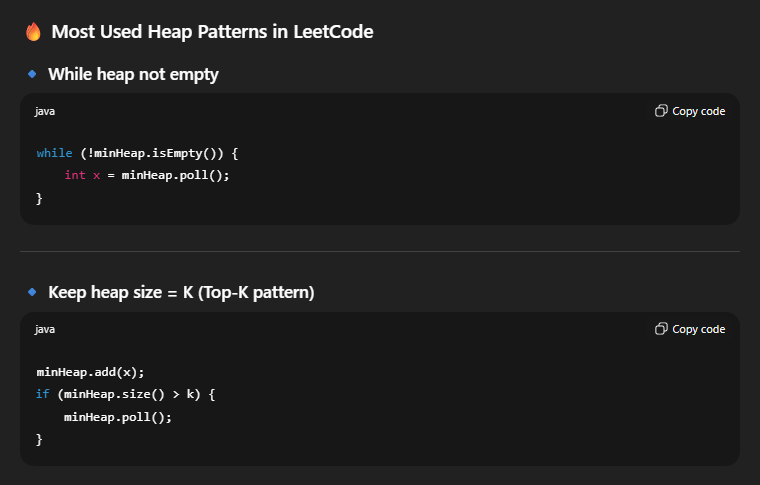 🔥 Most Used Heap Patterns in LeetCode
🔹 While heap not empty
java
Copy code
while (!minHeap.isEmpty()) {
    int x = minHeap.poll();
}
🔹 Keep heap size = K (Top-K pattern)
java
Copy code
minHeap.add(x);
if (minHeap.size() > k) {
    minHeap.poll();
}